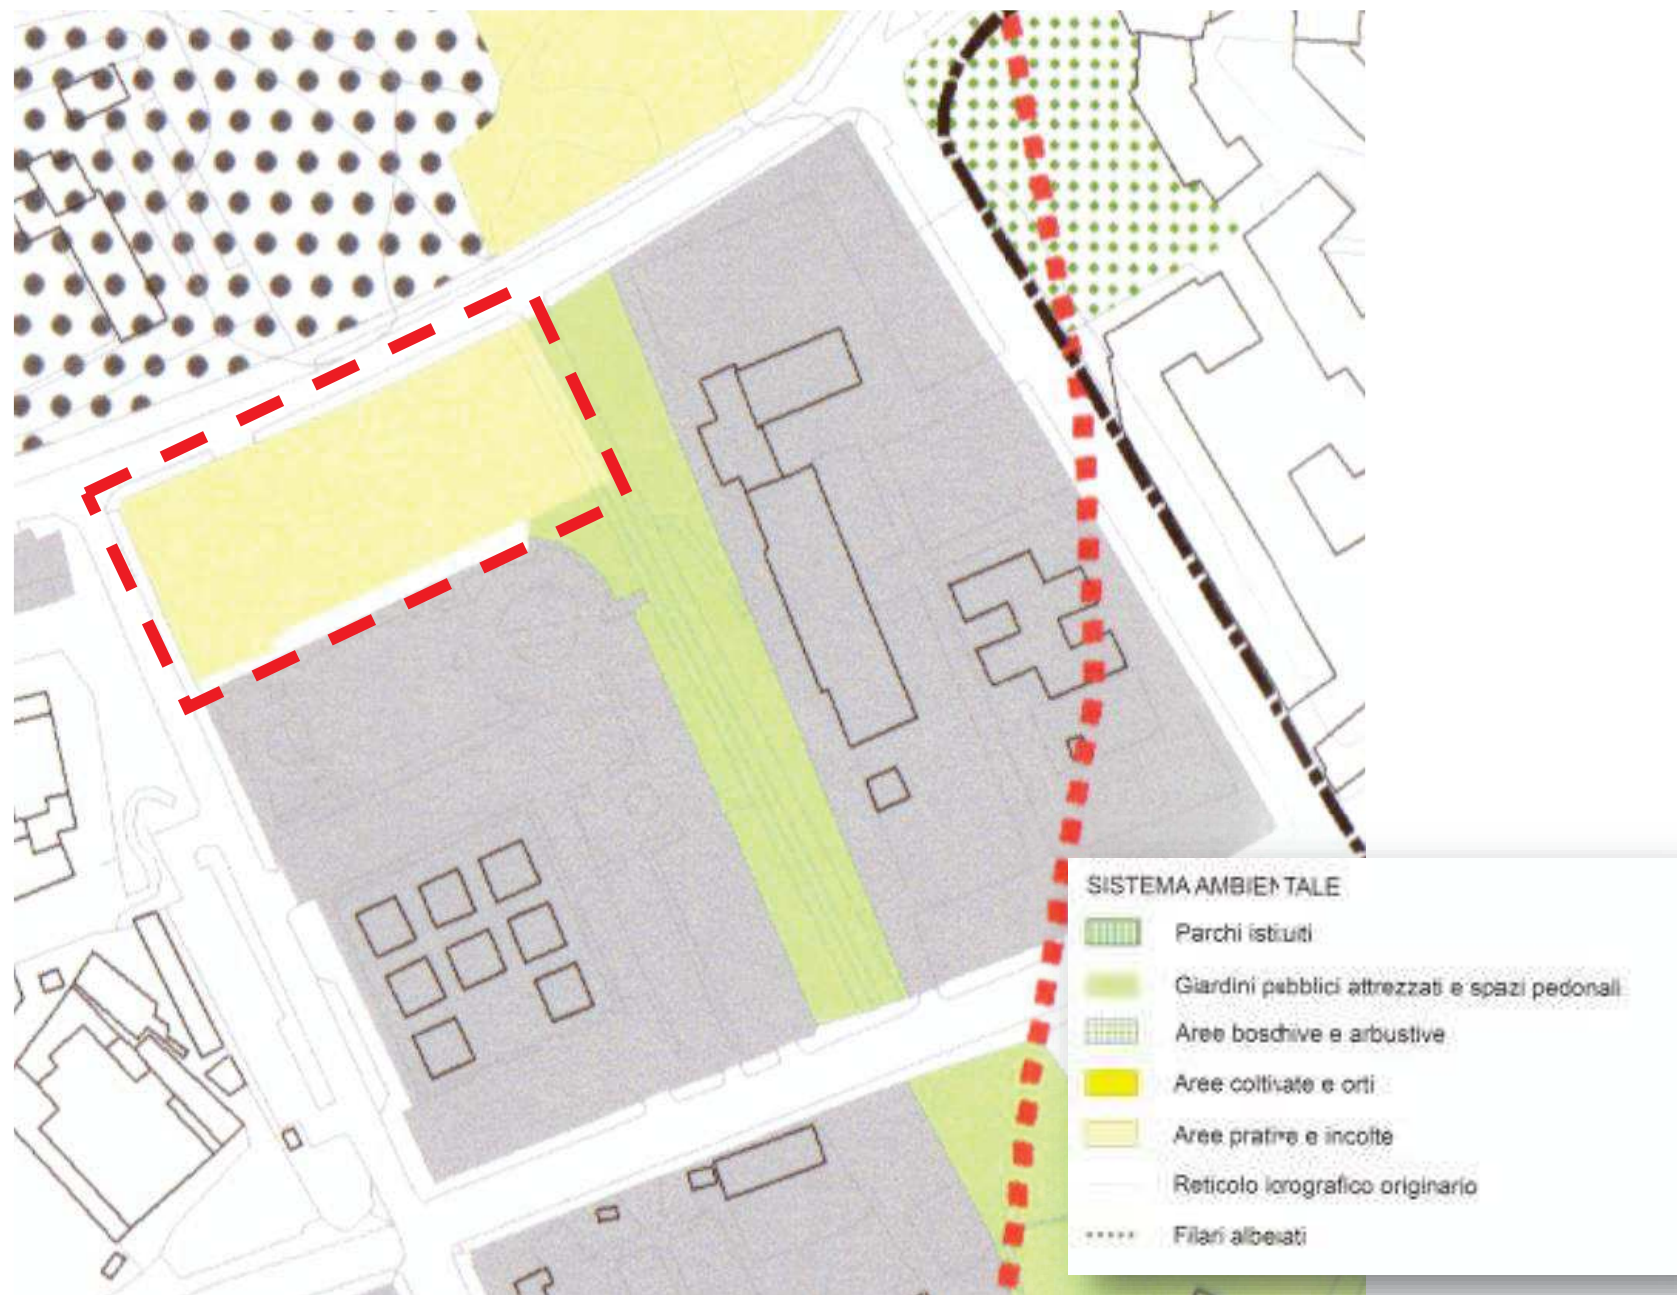 SISTEMA AMBIENTALE
Parchi istituiti
Giardini pubblici attrezzati e spazi pedonali
Aree boschive e arbustive
Aree coltivate e orti
Aree prative e incolte
Reticolo idrografico originario
Filari alberati